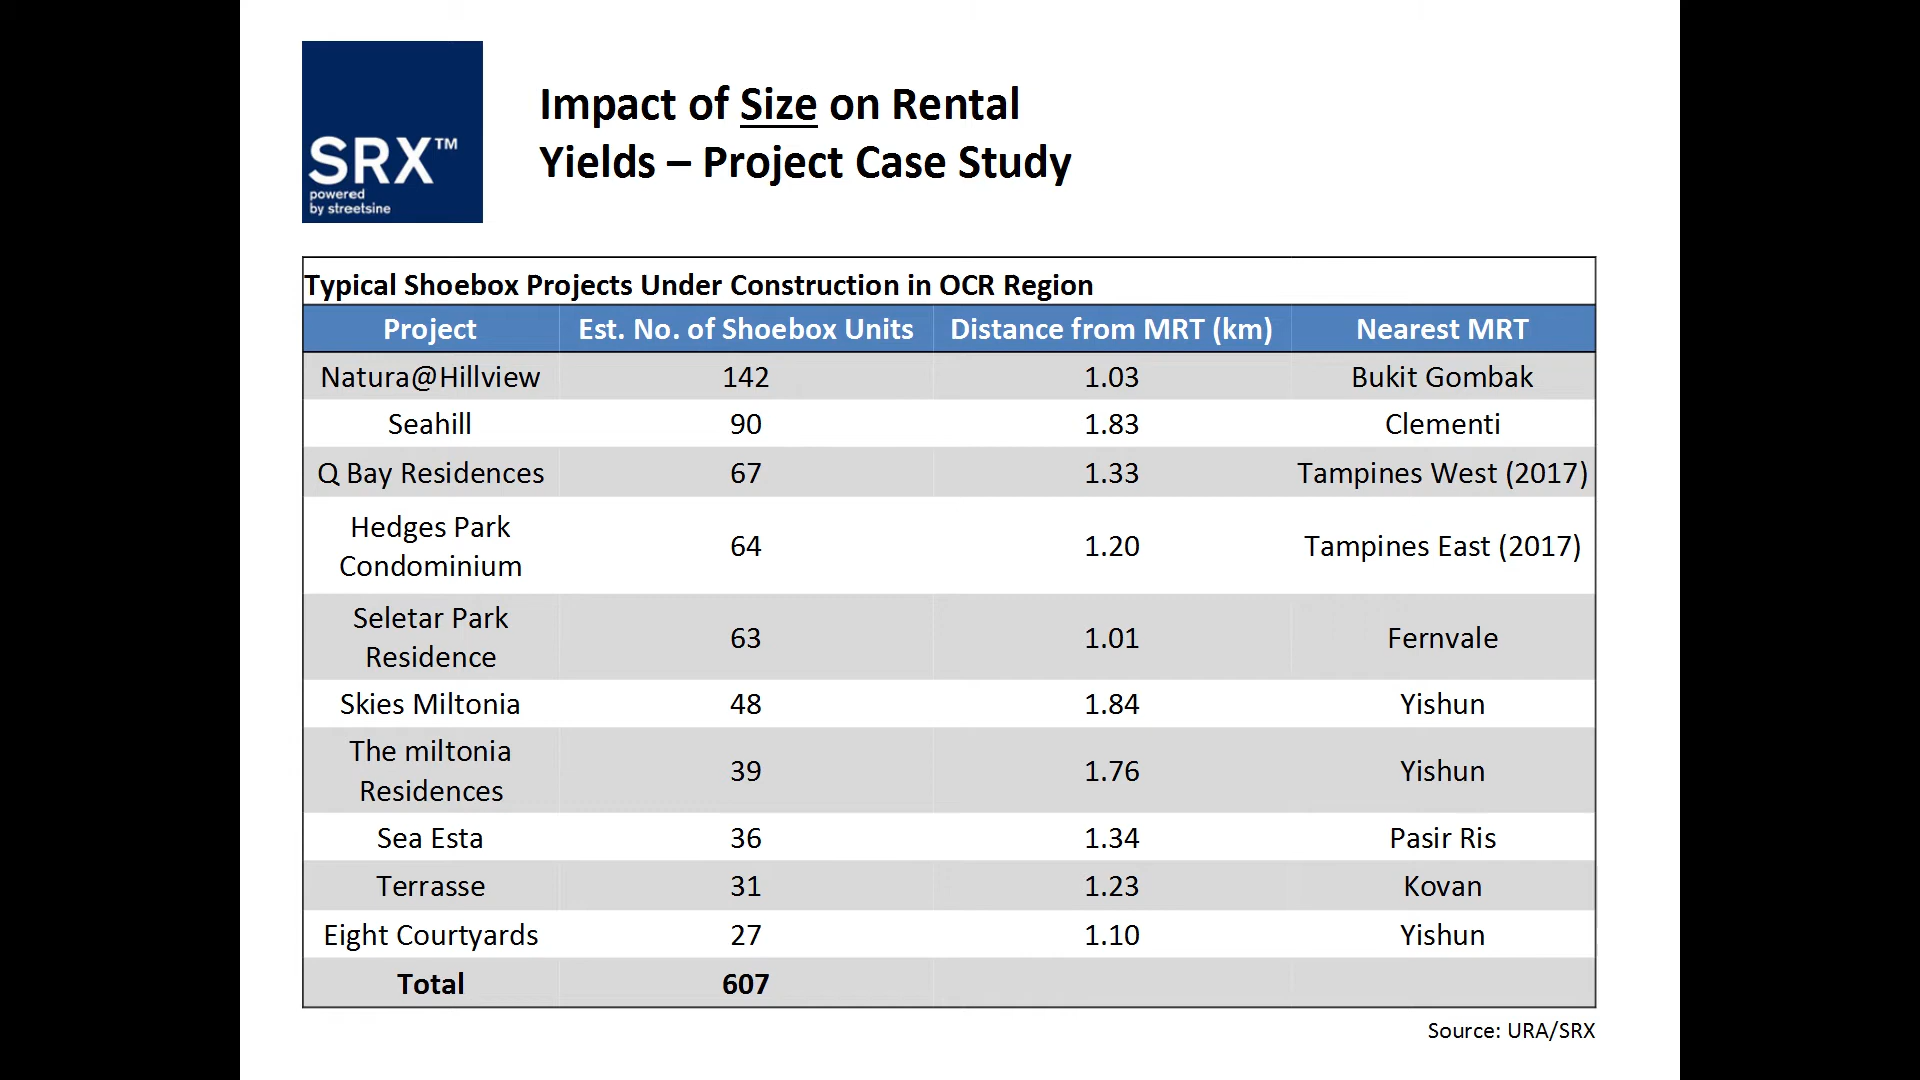 SRX™
powered
by streetsine
Impact of Size on Rental
Yields – Project Case Study
Typical Shoebox Projects Under Construction in OCR Region
Project Est. No. of Shoebox Units Distance from MRT (km) Nearest MRT
Natura@Hillview 142 1.03 Bukit Gombak
Seahill 90 1.83 Clementi
Q Bay Residences 67 1.33 Tampines West (2017)
Hedges Park
Condominium 64 1.20 Tampines East (2017)
Seletar Park
Residence 63 1.01 Fernvale
Skies Miltonia 48 1.84 Yishun
The miltonia
Residences 39 1.76 Yishun
Sea Esta 36 1.34 Pasir Ris
Terrasse 31 1.23 Kovan
Eight Courtyards 27 1.10 Yishun
Total 607
Source: URA/SRX